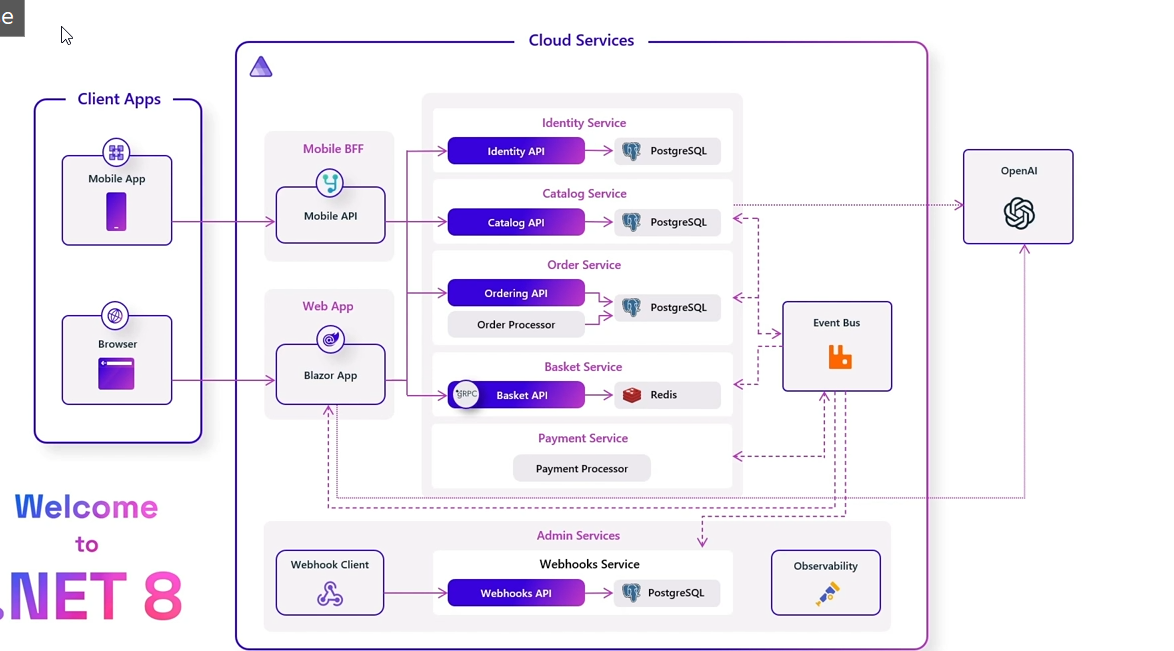 e
Cloud Services
Client Apps
Mobile App
Browser
Mobile BFF
Mobile API
Web App
Blazor App
Identity Service
Identity API
PostgreSQL
Catalog Service
Catalog API
PostgreSQL
Order Service
Ordering API
Order Processor
PostgreSQL
Basket Service
gRPC
Basket API
Redis
Payment Service
Payment Processor
Event Bus
OpenAI
Admin Services
Webhook Client
Webhooks Service
Webhooks API
PostgreSQL
Observability
Welcome
to
.NET 8